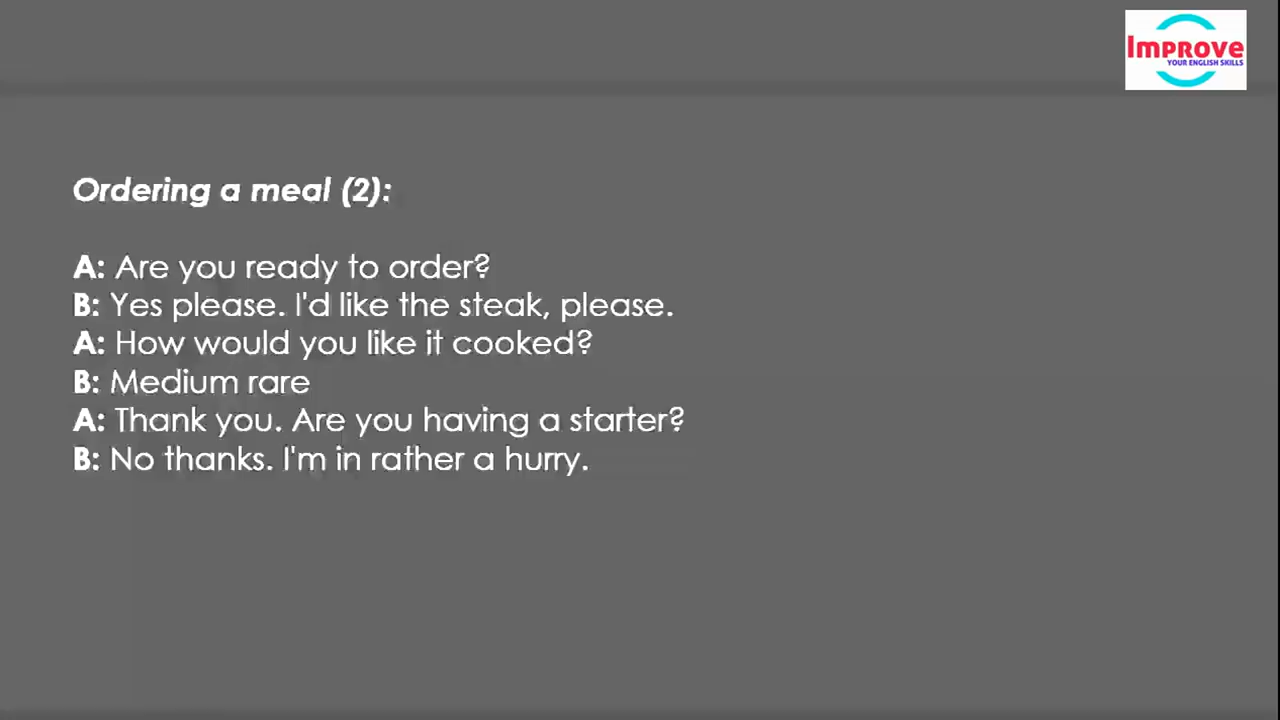 Improve
YOUR ENGLISH SKILLS
Ordering a meal (2):
A: Are you ready to order?
B: Yes please. I'd like the steak, please.
A: How would you like it cooked?
B: Medium rare
A: Thank you. Are you having a starter?
B: No thanks. I'm in rather a hurry.